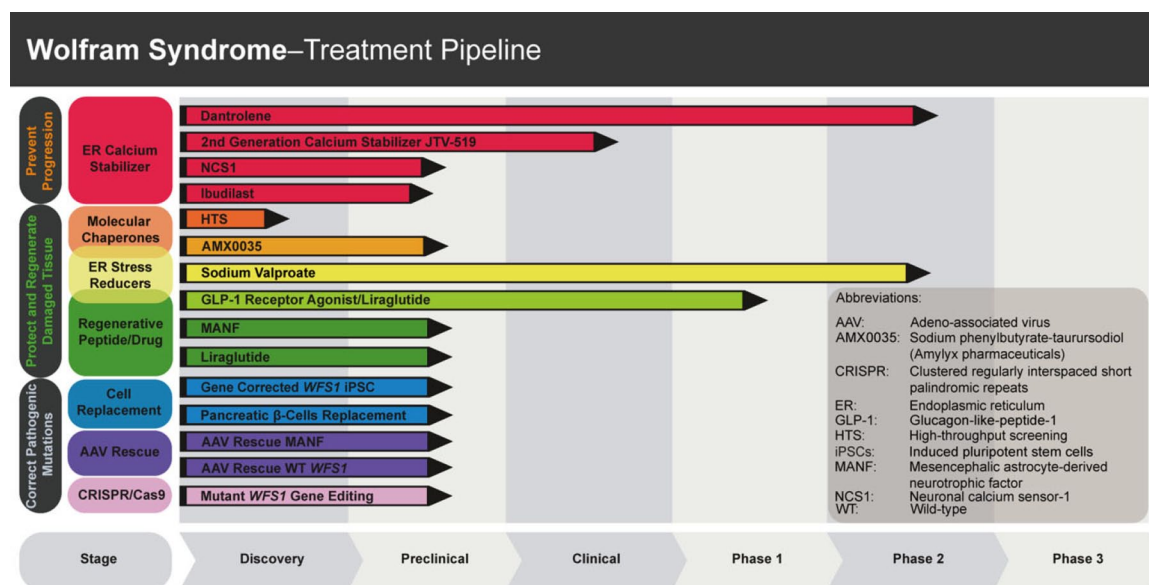 Wolfram Syndrome–Treatment Pipeline
Prevent
Progression
ER Calcium
Stabilizer
Dantrolene
2nd Generation Calcium Stabilizer JTV-519
NCS1
Ibudilast
Protect and Regenerate
Damaged Tissue
Molecular
Chaperones
HTS
AMX0035
ER Stress
Reducers
Sodium Valproate
Regenerative
Peptide/Drug
GLP-1 Receptor Agonist/Liraglutide
MANF
Liraglutide
Correct Pathogenic
Mutations
Cell
Replacement
Gene Corrected WFS1 iPSC
Pancreatic β-Cells Replacement
AAV Rescue
AAV Rescue MANF
AAV Rescue WT WFS1
CRISPR/Cas9
Mutant WFS1 Gene Editing
Abbreviations:
AAV: Adeno-associated virus
AMX0035: Sodium phenylbutyrate-taurursodiol
(Amylyx pharmaceuticals)
CRISPR: Clustered regularly interspaced short
palindromic repeats
ER: Endoplasmic reticulum
GLP-1: Glucagon-like-peptide-1
HTS: High-throughput screening
iPSCs: Induced pluripotent stem cells
MANF: Mesencephalic astrocyte-derived
neurotrophic factor
NCS1: Neuronal calcium sensor-1
WT: Wild-type
Stage Discovery Preclinical Clinical Phase 1 Phase 2 Phase 3